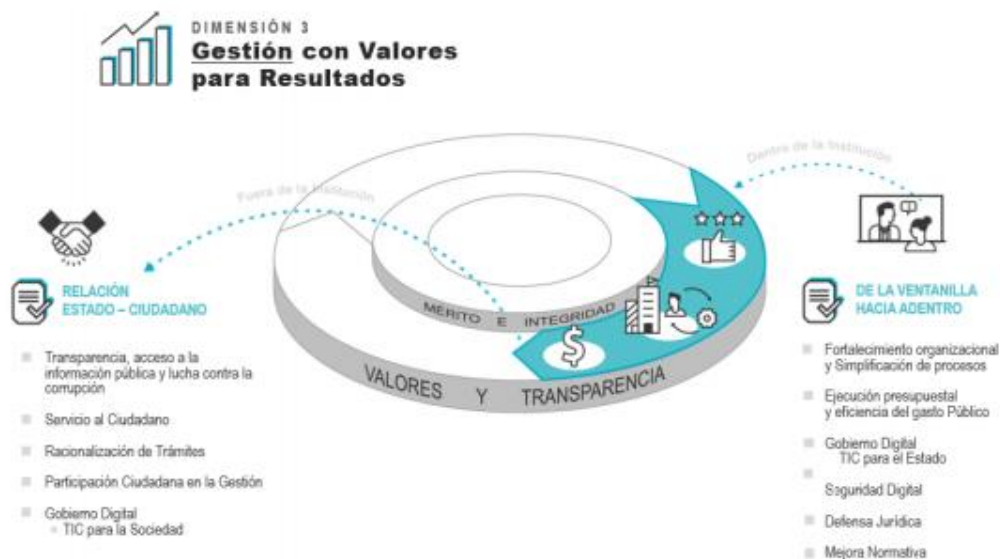 DIMENSIÓN 3
Gestión con Valores
para Resultados
Dentro de la Institución
Fuera de la Institución
MERITO E INTEGRIDAD
$
VALORES Y TRANSPARENCIA
RELACIÓN
ESTADO – CIUDADANO
Transparencia, acceso a la
información pública y lucha contra la
corrupción
Servicio al Ciudadano
Racionalización de Trámites
Participación Ciudadana en la Gestión
Gobierno Digital
TIC para la Sociedad
DE LA VENTANILLA
HACIA ADENTRO
Fortalecimiento organizacional
y Simplificación de procesos
Ejecución presupuestal
y eficiencia del gasto Público
Gobierno Digital
TIC para el Estado
Seguridad Digital
Defensa Jurídica
Mejora Normativa